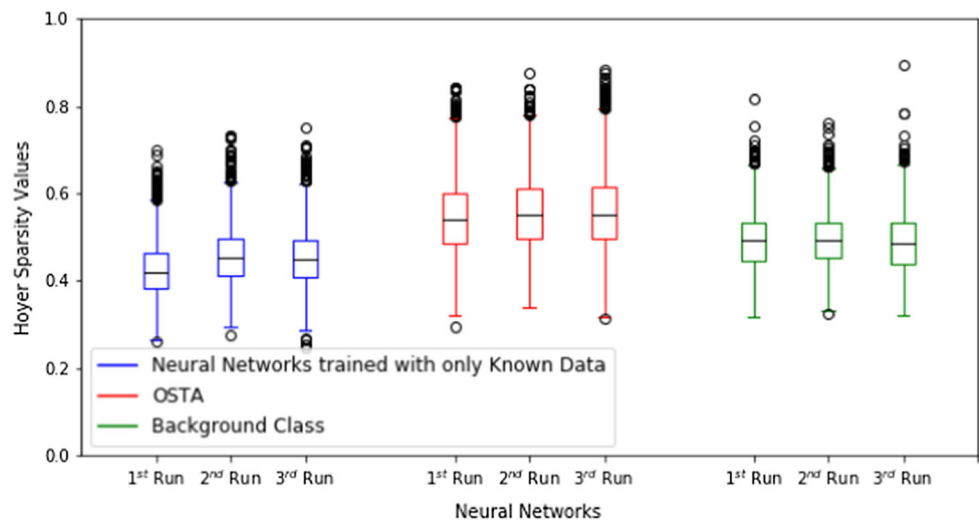 1.0
0.8
0.6
0.4
0.2
0.0
Hoyer Sparsity Values
Neural Networks trained with only Known Data
OSTA
Background Class
1st Run 2nd Run 3rd Run 1st Run 2nd Run 3rd Run 1st Run 2nd Run 3rd Run
Neural Networks